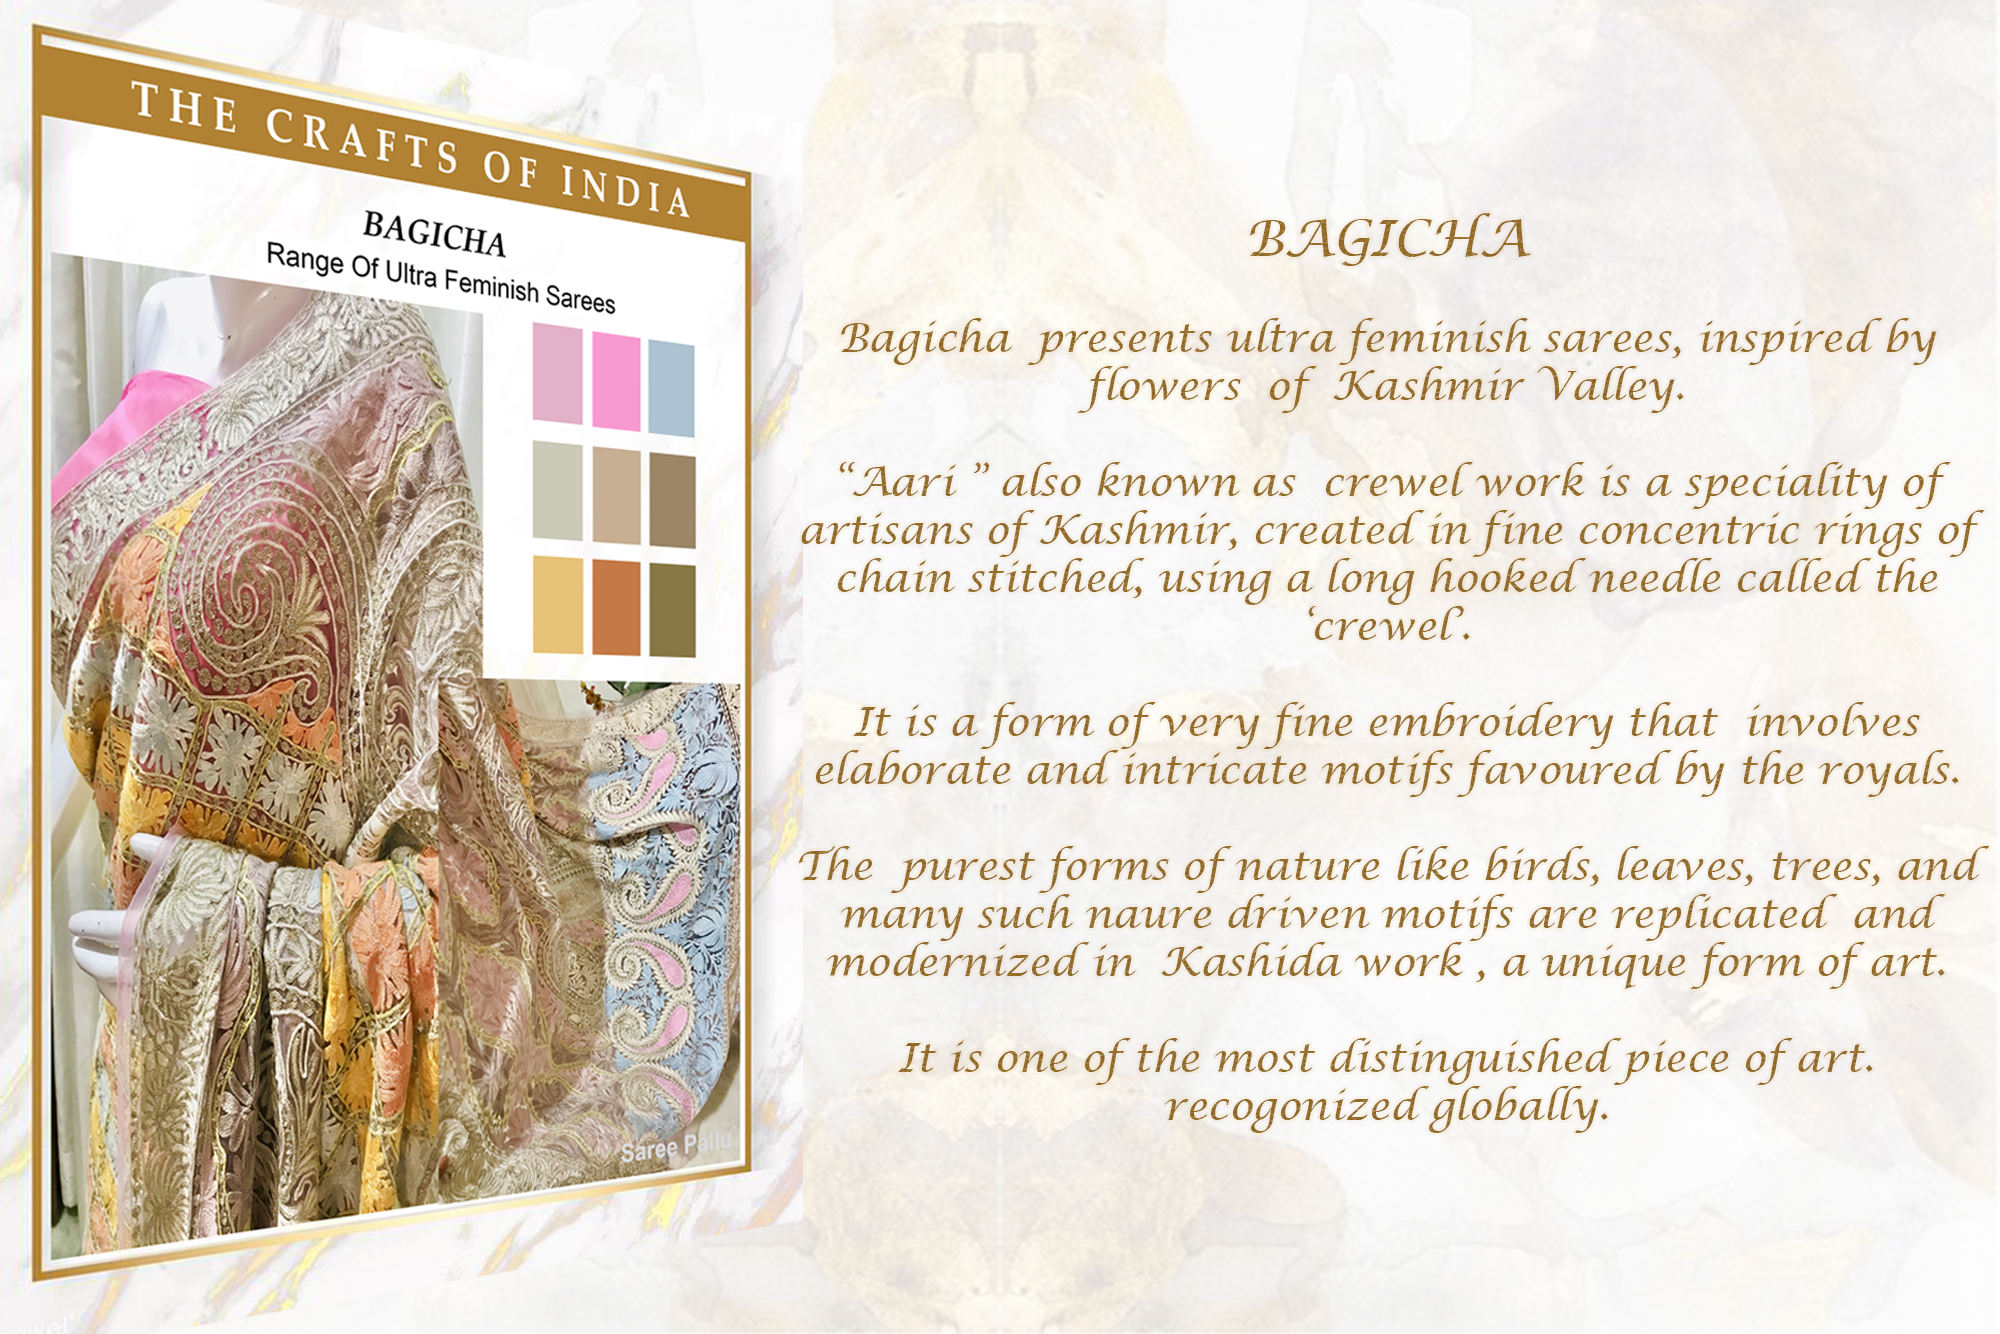 THE CRAFTS OF INDIA
BAGICHA
Range Of Ultra Feminish Sarees
Saree Pallu
BAGICHA
Bagicha presents ultra feminish sarees, inspired by
flowers of Kashmir Valley.
“Aari ” also known as crewel work is a speciality of
artisans of Kashmir, created in fine concentric rings of
chain stitched, using a long hooked needle called the
‘crewel’.
It is a form of very fine embroidery that involves
elaborate and intricate motifs favoured by the royals.
The purest forms of nature like birds, leaves, trees, and
many such naure driven motifs are replicated and
modernized in Kashida work , a unique form of art.
It is one of the most distinguished piece of art.
recogonized globally.